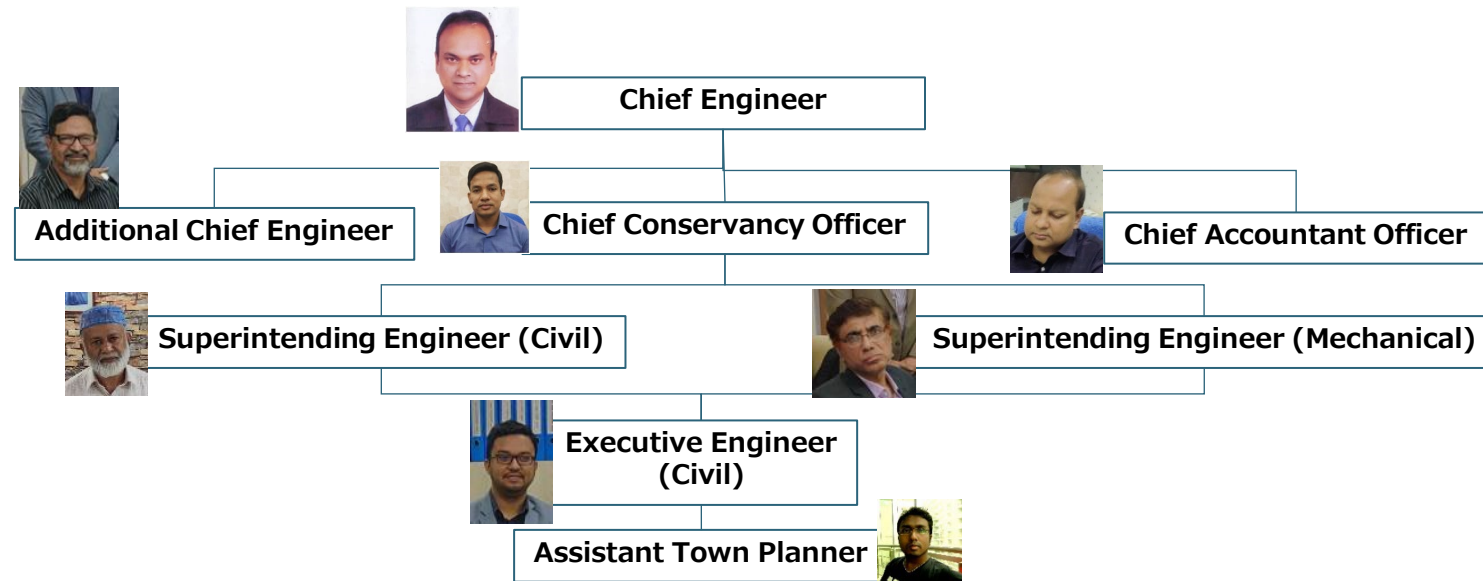 Chief Engineer
Additional Chief Engineer
Chief Conservancy Officer
Chief Accountant Officer
Superintending Engineer (Civil)
Superintending Engineer (Mechanical)
Executive Engineer
(Civil)
Assistant Town Planner